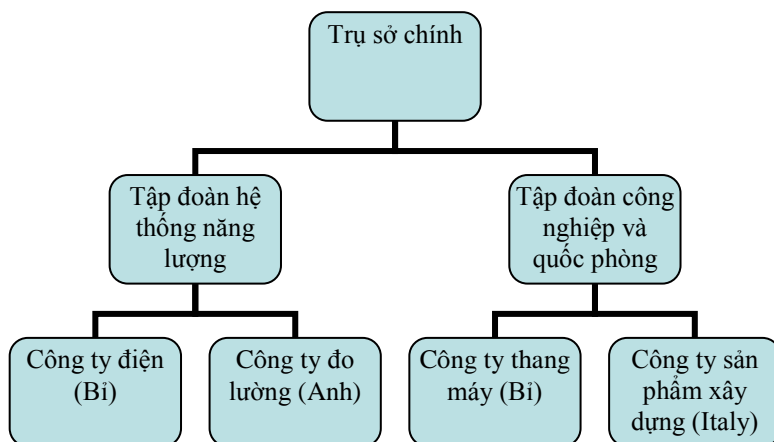 Trụ sở chính
Tập đoàn hệ
thống năng
lượng
Tập đoàn công
nghiệp và
quốc phòng
Công ty điện
(Bỉ)
Công ty đo
lường (Anh)
Công ty thang
máy (Bỉ)
Công ty sản
phẩm xây
dựng (Italy)